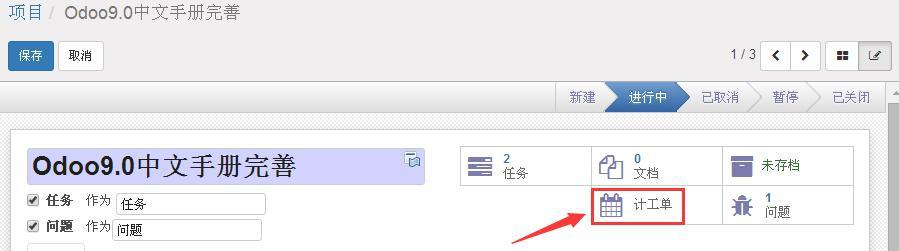 项目 / Odoo9.0中文手册完善
保存 取消 1 / 3
新建 进行中 已取消 暂停 已关闭
Odoo9.0中文手册完善
2 任务
0 文档
未存档
任务 作为 任务
计工单
1 问题
问题 作为 问题